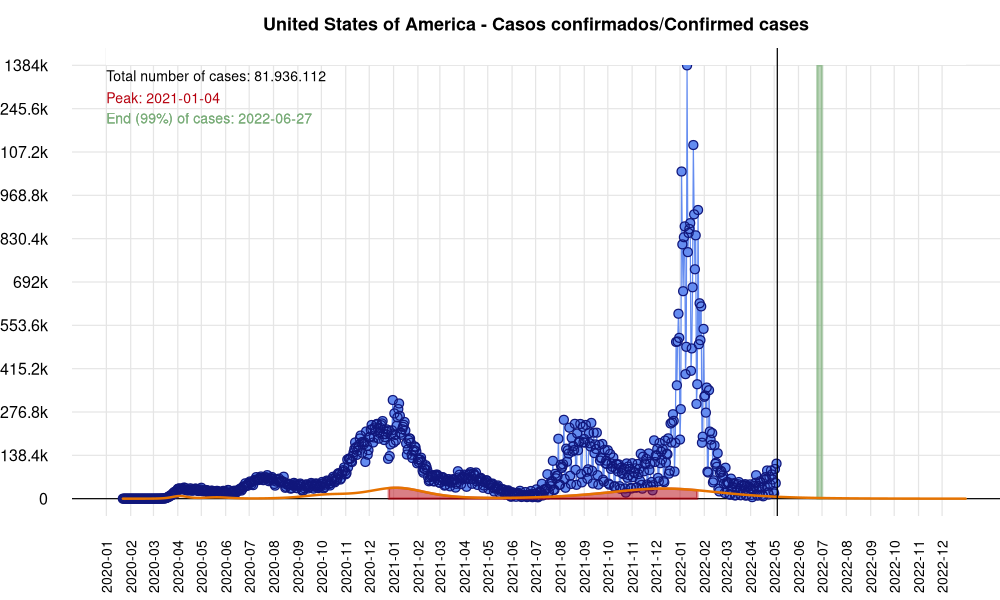 United States of America - Casos confirmados/Confirmed cases
1384k
245.6k
107.2k
968.8k
830.4k
692k
553.6k
415.2k
276.8k
138.4k
0
Total number of cases: 81.936.112
Peak: 2021-01-04
End (99%) of cases: 2022-06-27
2020-01
2020-02
2020-03
2020-04
2020-05
2020-06
2020-07
2020-08
2020-09
2020-10
2020-11
2020-12
2021-01
2021-02
2021-03
2021-04
2021-05
2021-06
2021-07
2021-08
2021-09
2021-10
2021-11
2021-12
2022-01
2022-02
2022-03
2022-04
2022-05
2022-06
2022-07
2022-08
2022-09
2022-10
2022-11
2022-12